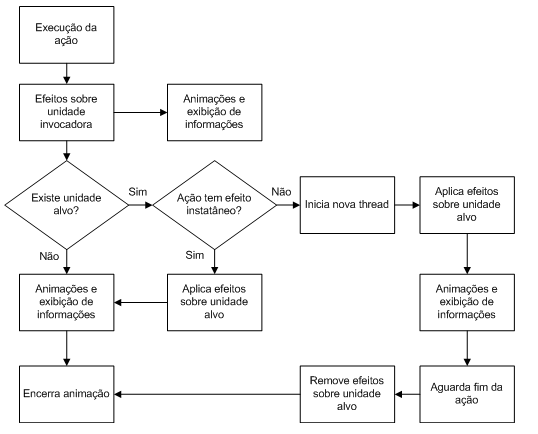 Execução da
ação
Efeitos sobre
unidade
invocadora
Animações e
exibição de
informações
Existe unidade
alvo?
Sim
Ação tem efeito
instatâneo?
Não
Inicia nova thread
Aplica efeitos
sobre unidade
alvo
Não
Sim
Animações e
exibição de
informações
Aplica efeitos
sobre unidade
alvo
Animações e
exibição de
informações
Encerra animação
Remove efeitos
sobre unidade
alvo
Aguarda fim da
ação